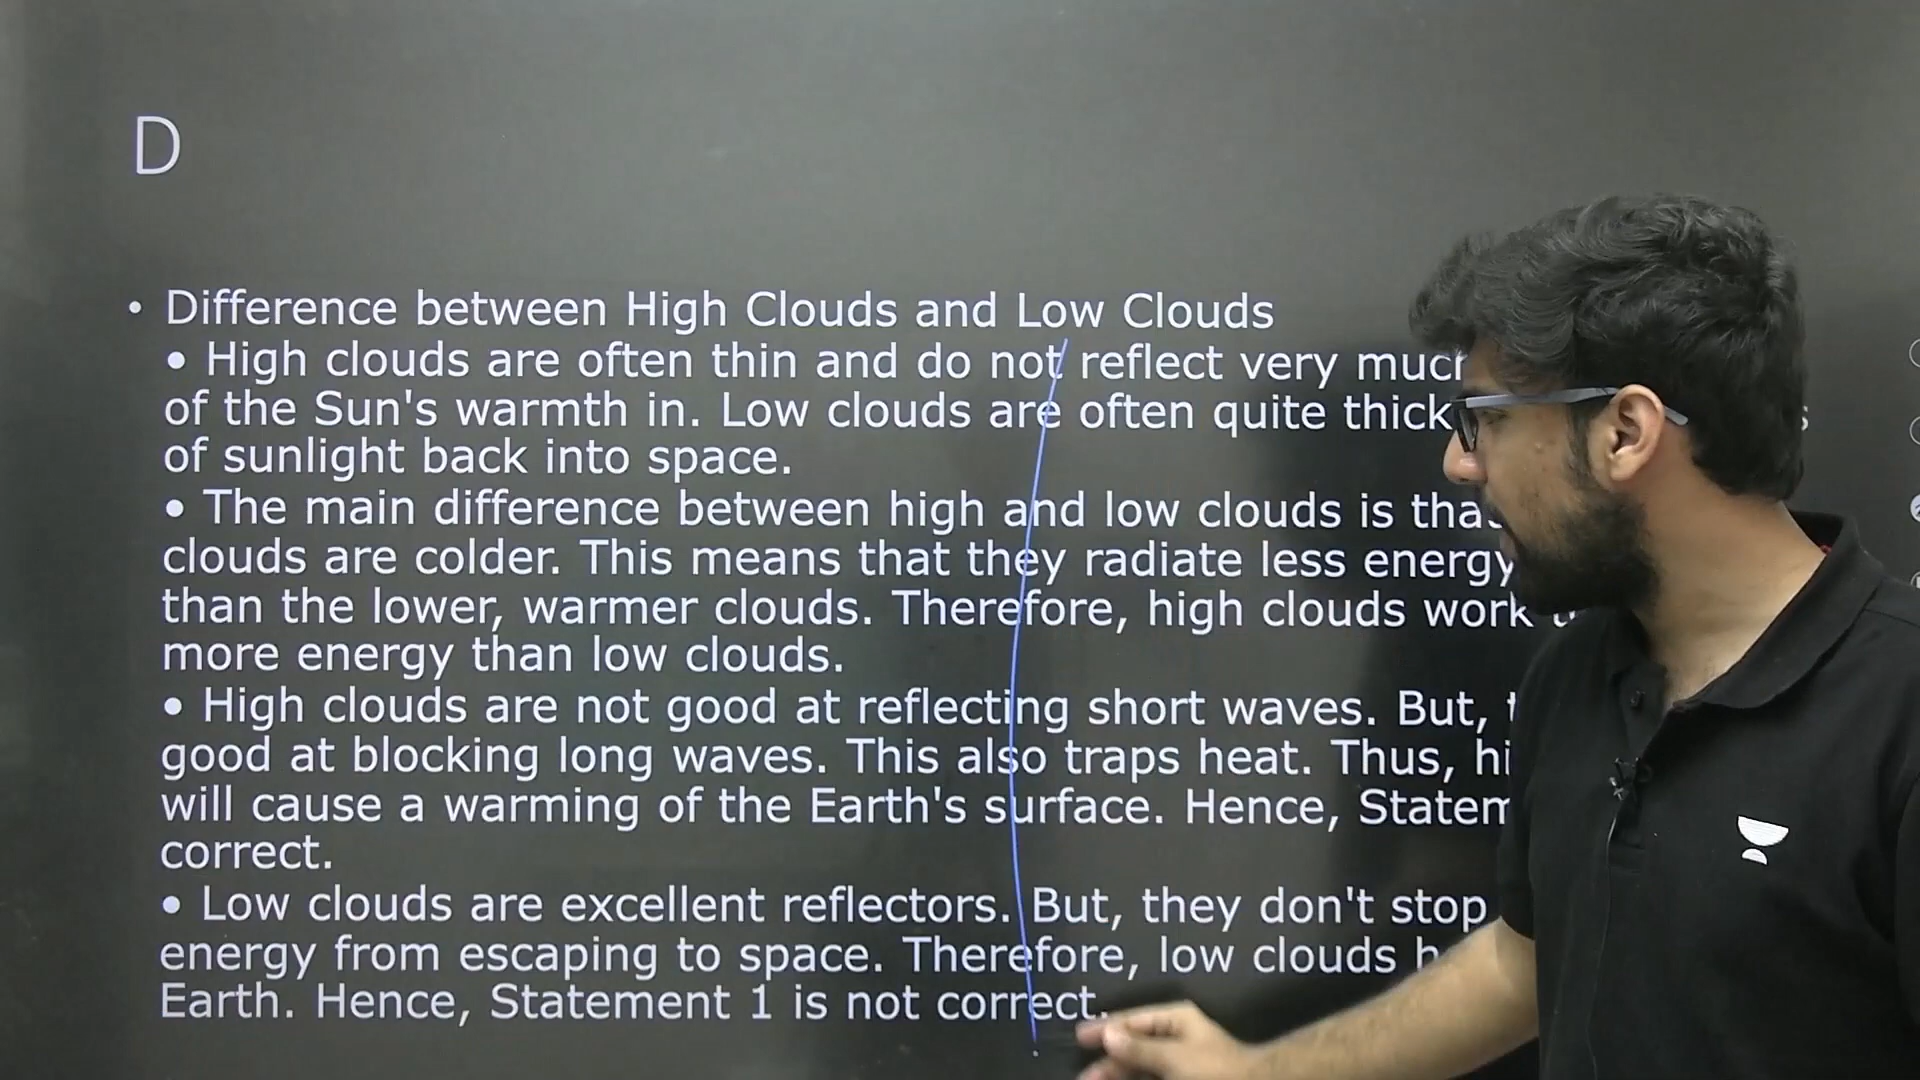 D
• Difference between High Clouds and Low Clouds
• High clouds are often thin and do not reflect very much
of the Sun's warmth in. Low clouds are often quite thick
of sunlight back into space.
• The main difference between high and low clouds is that
clouds are colder. This means that they radiate less energy
than the lower, warmer clouds. Therefore, high clouds work
more energy than low clouds.
• High clouds are not good at reflecting short waves. But,
good at blocking long waves. This also traps heat. Thus,
will cause a warming of the Earth's surface. Hence,
correct.
• Low clouds are excellent reflectors. But, they don't stop
energy from escaping to space. Therefore, low clouds
Earth. Hence, Statement 1 is not correct.